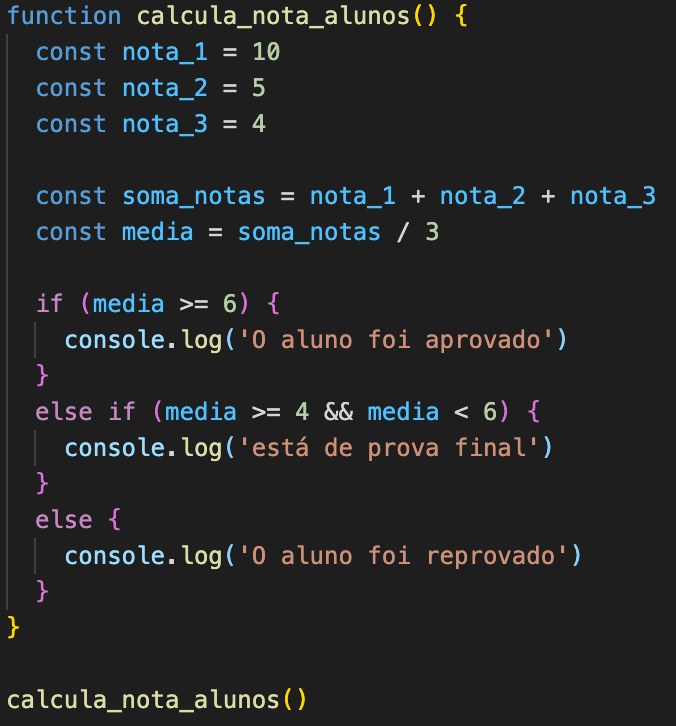 function calcula_nota_alunos() {
const nota_1 = 10
const nota_2 = 5
const nota_3 = 4
const soma_notas = nota_1 + nota_2 + nota_3
const media = soma_notas / 3
if (media >= 6) {
console.log('O aluno foi aprovado')
}
else if (media >= 4 && media < 6) {
console.log('está de prova final')
}
else {
console.log('O aluno foi reprovado')
}
}
calcula_nota_alunos()